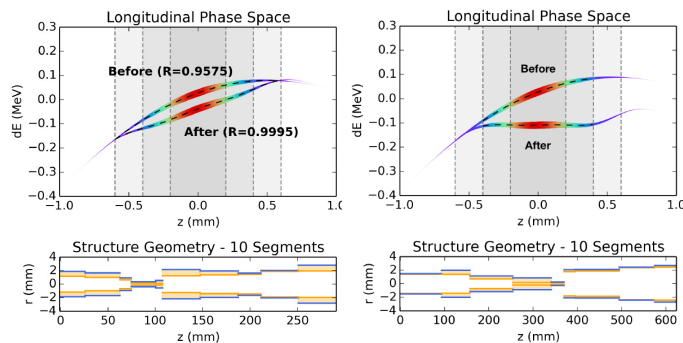 Longitudinal Phase Space
0.3
0.2
0.1
0.0
−0.1
−0.2
−0.3
−0.4
dE (MeV)
Before (R=0.9575)
After (R=0.9995)
−1.0 −0.5 0.0 0.5 1.0
z (mm)
Longitudinal Phase Space
0.3
0.2
0.1
0.0
−0.1
−0.2
−0.3
−0.4
dE (MeV)
Before
After
−1.0 −0.5 0.0 0.5 1.0
z (mm)
Structure Geometry - 10 Segments
4
2
0
−2
−4
r (mm)
0 50 100 150 200 250
z (mm)
Structure Geometry - 10 Segments
4
2
0
−2
−4
r (mm)
0 100 200 300 400 500 600
z (mm)